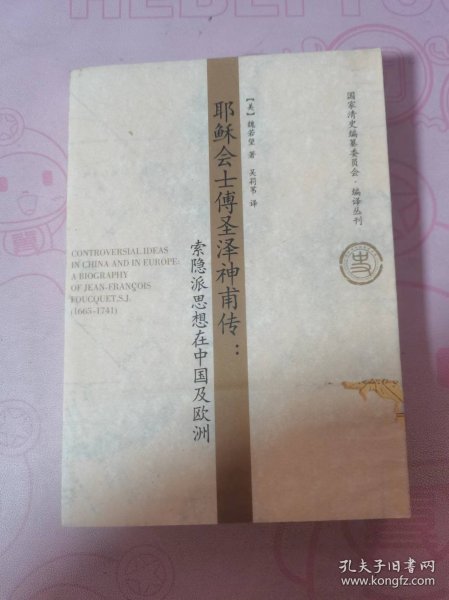 国家清史编纂委员会·编译丛刊
[美]魏若望 著 吴莉苇 译
耶稣会士傅圣泽神甫传：
索隐派思想在中国及欧洲
CONTROVERSIAL IDEAS
IN CHINA AND IN EUROPE:
A BIOGRAPHY
OF JEAN-FRANÇOIS
FOUCQUET, S.J.
(1665-1741)
孔夫子旧书网
www.kongfz.com